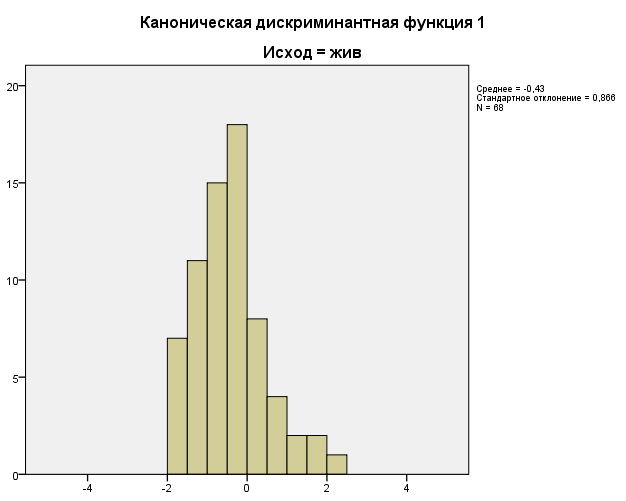 Каноническая дискриминантная функция 1
Исход = жив
Среднее = -0,43
Стандартное отклонение = 0,866
N = 68
20
15
10
5
0
-4 -2 0 2 4